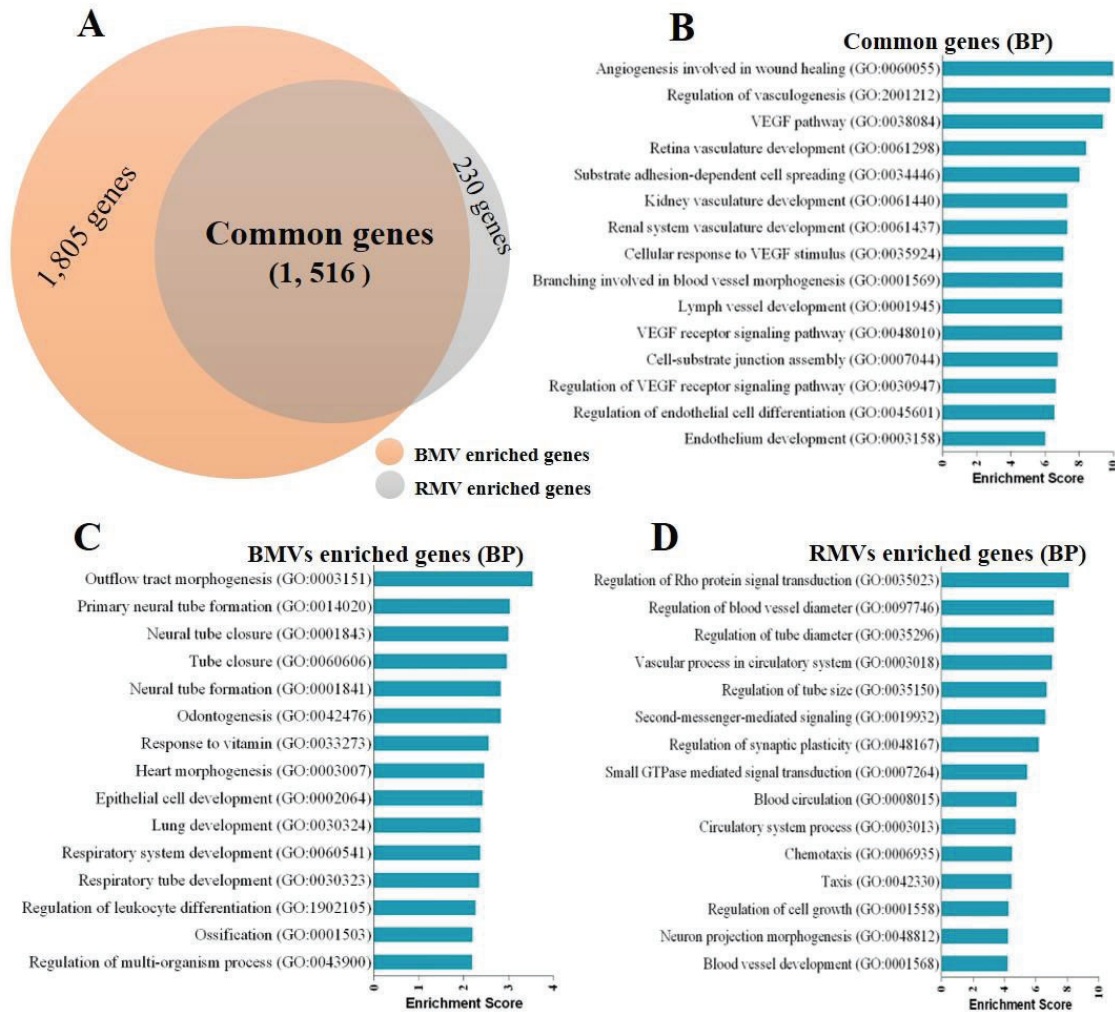 A
1,805 genes
Common genes
(1, 516 )
230 genes
BMV enriched genes
RMV enriched genes
B
Common genes (BP)
Angiogenesis involved in wound healing (GO:0060055)
Regulation of vasculogenesis (GO:2001212)
VEGF pathway (GO:0038084)
Retina vasculature development (GO:0061298)
Substrate adhesion-dependent cell spreading (GO:0034446)
Kidney vasculature development (GO:0061440)
Renal system vasculature development (GO:0061437)
Cellular response to VEGF stimulus (GO:0035924)
Branching involved in blood vessel morphogenesis (GO:0001569)
Lymph vessel development (GO:0001945)
VEGF receptor signaling pathway (GO:0048010)
Cell-substrate junction assembly (GO:0007044)
Regulation of VEGF receptor signaling pathway (GO:0030947)
Regulation of endothelial cell differentiation (GO:0045601)
Endothelium development (GO:0003158)
0 2 4 6 8 10
Enrichment Score
C
BMVs enriched genes (BP)
Outflow tract morphogenesis (GO:0003151)
Primary neural tube formation (GO:0014020)
Neural tube closure (GO:0001843)
Tube closure (GO:0060606)
Neural tube formation (GO:0001841)
Odontogenesis (GO:0042476)
Response to vitamin (GO:0033273)
Heart morphogenesis (GO:0003007)
Epithelial cell development (GO:0002064)
Lung development (GO:0030324)
Respiratory system development (GO:0060541)
Respiratory tube development (GO:0030323)
Regulation of leukocyte differentiation (GO:1902105)
Ossification (GO:0001503)
Regulation of multi-organism process (GO:0043900)
0 1 2 3 4
Enrichment Score
D
RMVs enriched genes (BP)
Regulation of Rho protein signal transduction (GO:0035023)
Regulation of blood vessel diameter (GO:0097746)
Regulation of tube diameter (GO:0035296)
Vascular process in circulatory system (GO:0003018)
Regulation of tube size (GO:0035150)
Second-messenger-mediated signaling (GO:0019932)
Regulation of synaptic plasticity (GO:0048167)
Small GTPase mediated signal transduction (GO:0007264)
Blood circulation (GO:0008015)
Circulatory system process (GO:0003013)
Chemotaxis (GO:0006935)
Taxis (GO:0042330)
Regulation of cell growth (GO:0001558)
Neuron projection morphogenesis (GO:0048812)
Blood vessel development (GO:0001568)
0 2 4 6 8 10
Enrichment Score